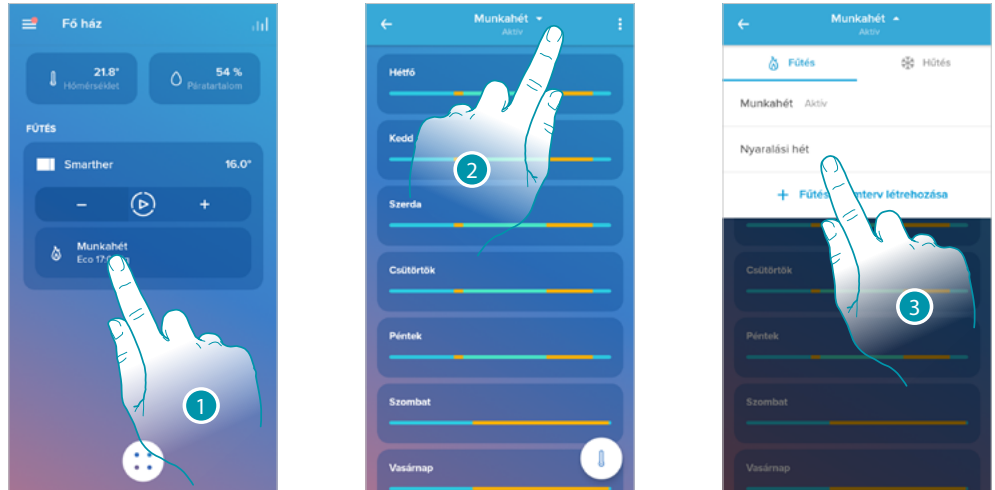 Fő ház
21.8°
Hőmérséklet
54 %
Páratartalom
FŰTÉS
Smarther
16.0°
Munkahét
Eco 17:
1
Munkahét
Aktív
Hétfő
Kedd
Szerda
Csütörtök
Péntek
Szombat
Vasárnap
2
Munkahét
Aktív
Fűtés
Hűtés
Munkahét Aktív
Nyaralási hét
+ Fűtés létrehozása
Csütörtök
Péntek
Szombat
Vasárnap
3